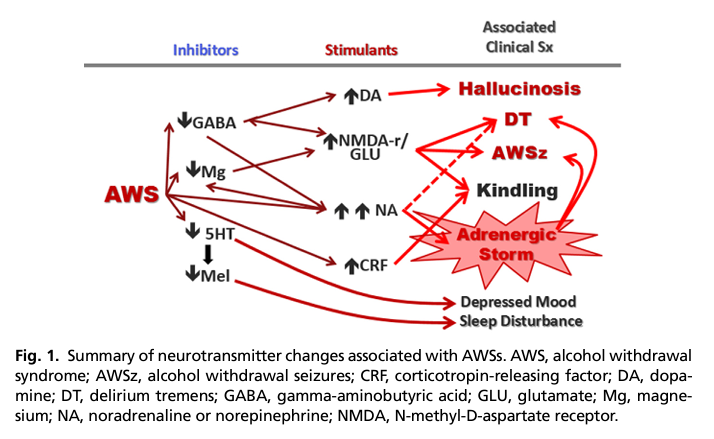 Associated
Clinical Sx
Inhibitors
Stimulants
↑DA
Hallucinosis
↓GABA
DT
↑NMDA-r/
GLU
AWSz
↓Mg
Kindling
AWS
↑ ↑ NA
↓ 5HT
Adrenergic
Storm
↑CRF
↓Mel
Depressed Mood
Sleep Disturbance
Fig. 1. Summary of neurotransmitter changes associated with AWSs. AWS, alcohol withdrawal
syndrome; AWSz, alcohol withdrawal seizures; CRF, corticotropin-releasing factor; DA, dopa-
mine; DT, delirium tremens; GABA, gamma-aminobutyric acid; GLU, glutamate; Mg, magne-
sium; NA, noradrenaline or norepinephrine; NMDA, N-methyl-D-aspartate receptor.